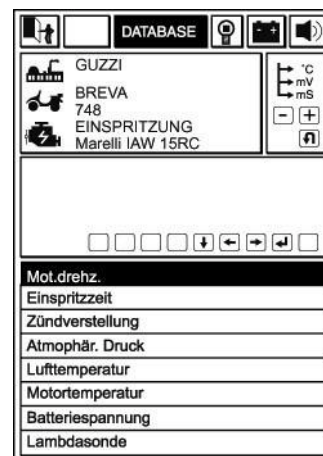 DATABASE
GUZZI
BREVA
748
EINSPRITZUNG
Marelli IAW 15RC
°C
mV
mS
Mot.drehz.
Einspritzzeit
Zündverstellung
Atmophär. Druck
Lufttemperatur
Motortemperatur
Batteriespannung
Lambdasonde